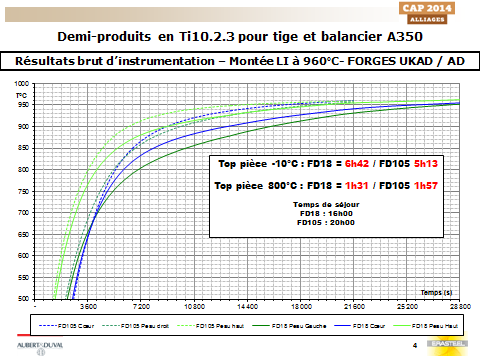 CAP 2014
ALLIAGES
Demi-produits en Ti10.2.3 pour tige et balancier A350
Résultats brut d'instrumentation – Montée LI à 960°C- FORGES UKAD / AD
T°C
1000
950
900
850
800
750
700
650
600
550
500
Top pièce -10°C : FD18 = 6h42 / FD105 5h13
Top pièce 800°C : FD18 = 1h31 / FD105 1h57
Temps de séjour
FD18 : 16h00
FD105 : 20h00
Temps (s)
- 3 600 7 200 10 800 14 400 18 000 21 600 25 200 28 800
FD105 Cœur FD105 Peau droit FD105 Peau haut FD18 Peau Gauche FD18 Cœur FD18 Peau Haut
AUBERT&DUVAL
4
ERASTEEL